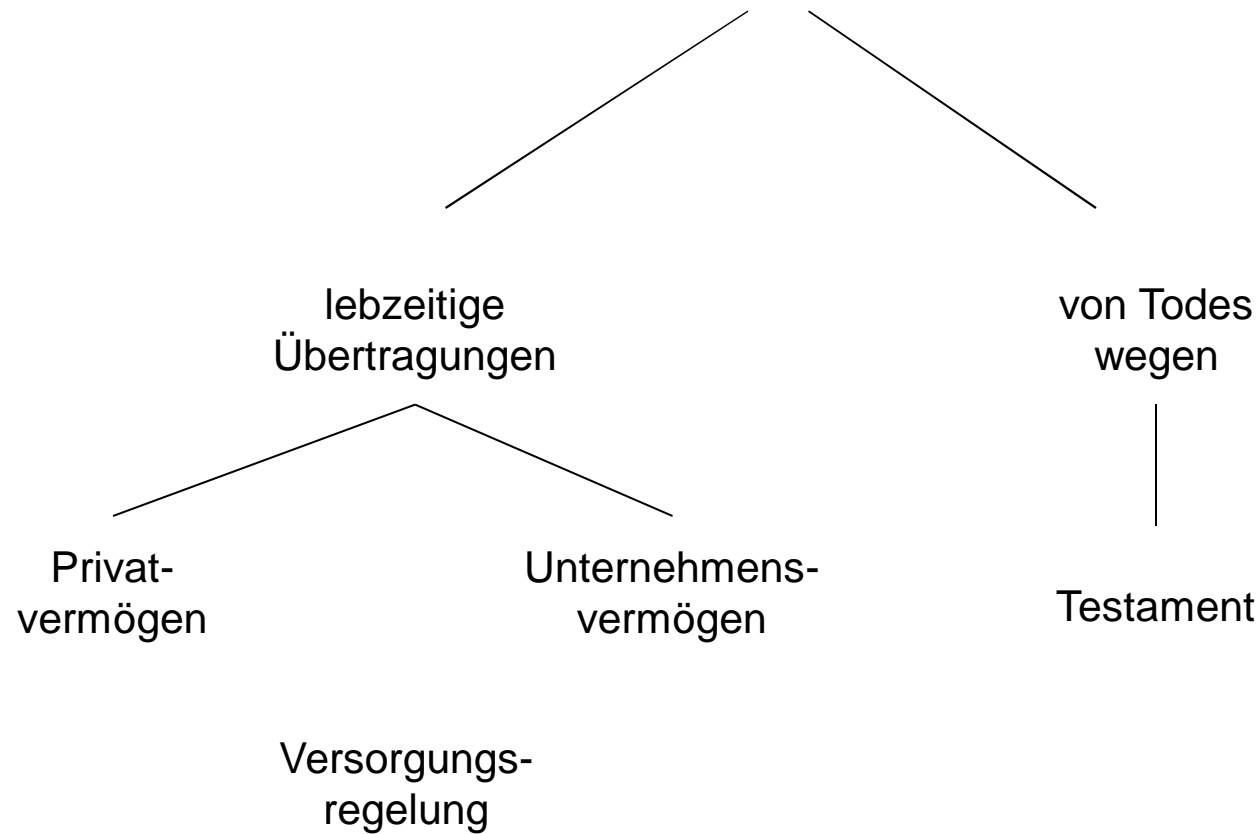 lebzeitige
Übertragungen
von Todes
wegen
Privat-
vermögen
Unternehmens-
vermögen
Testament
Versorgungs-
regelung